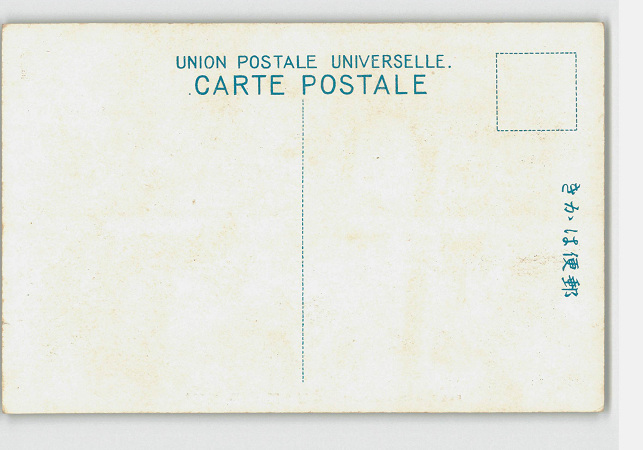 UNION POSTALE UNIVERSELLE.
CARTE POSTALE
郵便はかき